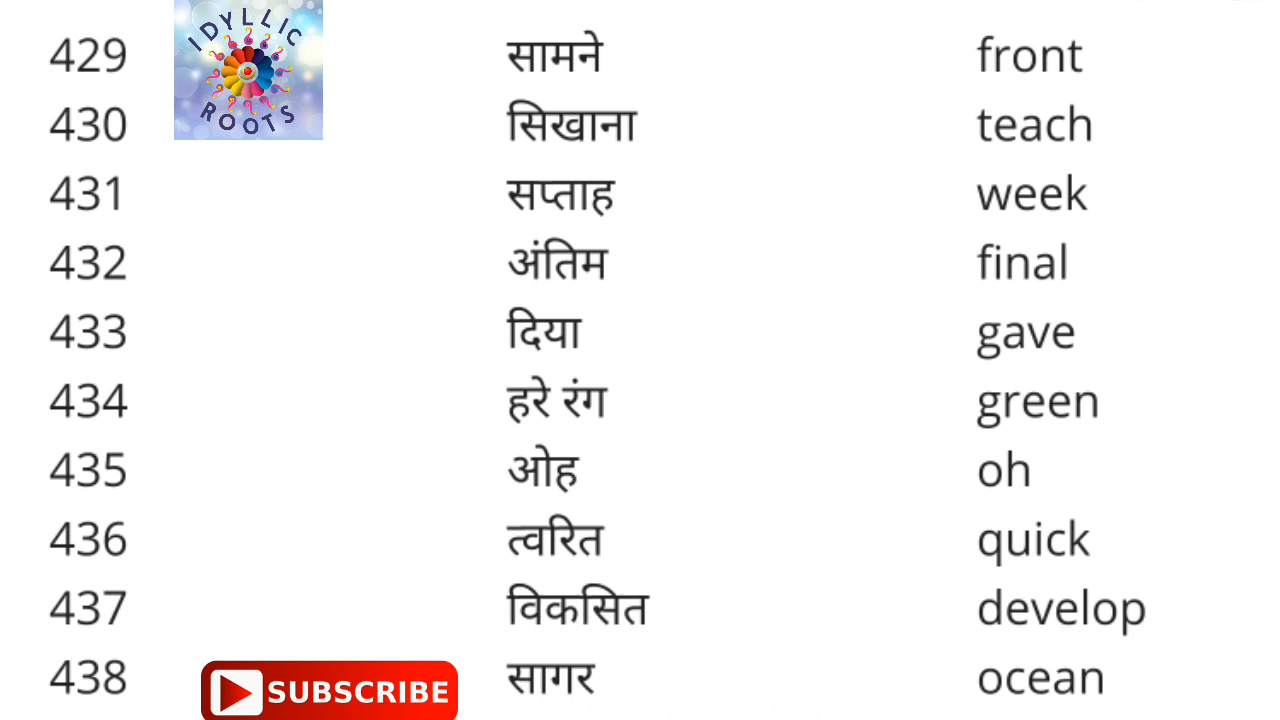 IDYLLIC
ROOTS
429 सामने front
430 सिखाना teach
431 सप्ताह week
432 अंतिम final
433 दिया gave
434 हरे रंग green
435 ओह oh
436 त्वरित quick
437 विकसित develop
438 सागर ocean
SUBSCRIBE